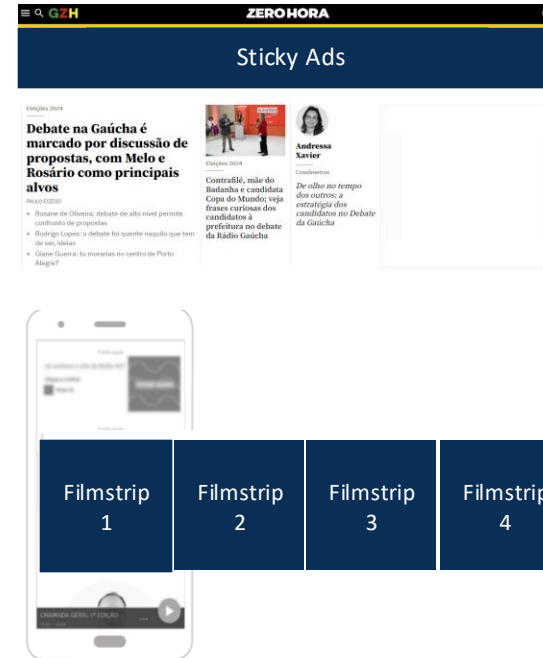 GZH
ZERO HORA
Sticky Ads
Eleições 2024
Debate na Gaúcha é
marcado por discussão de
propostas, com Melo e
Rosário como principais
alvos
PAULO EGÍDIO
Rosane de Oliveira: debate de alto nível permite
confronto de propostas
Rodrigo Lopes: o debate foi quente naquilo que tem
de ser, ideias
Giane Guerra: tu morarias no centro de Porto
Alegre?
Eleições 2024
Contrafilé, mãe do
Badanha e candidata
Copa do Mundo; veja
frases curiosas dos
candidatos à
prefeitura no debate
da Rádio Gaúcha
Andressa
Xavier
Cronômetros
De olho no tempo
dos outros: a
estratégia dos
candidatos no Debate
da Gaúcha
Filmstrip
1
Filmstrip
2
Filmstrip
3
Filmstrip
4
CHAMADA GERAL 1ª EDIÇÃO